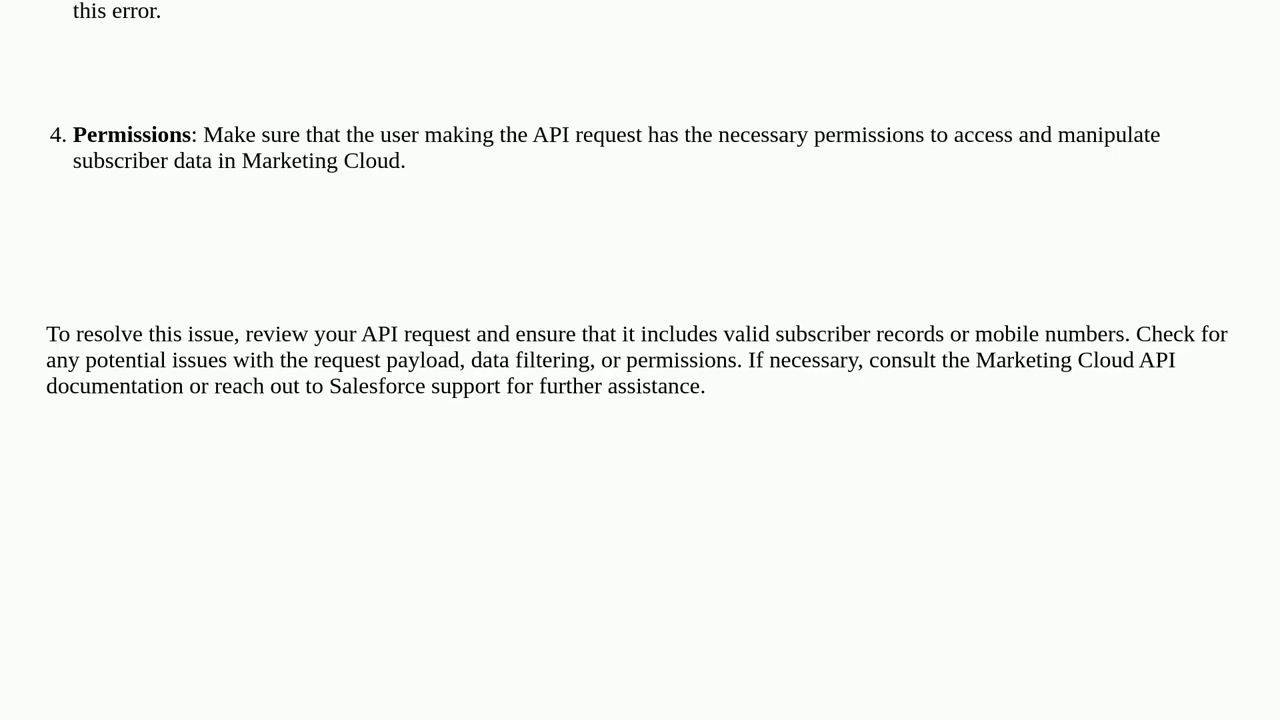 this error.
4. Permissions: Make sure that the user making the API request has the necessary permissions to access and manipulate
subscriber data in Marketing Cloud.
To resolve this issue, review your API request and ensure that it includes valid subscriber records or mobile numbers. Check for
any potential issues with the request payload, data filtering, or permissions. If necessary, consult the Marketing Cloud API
documentation or reach out to Salesforce support for further assistance.